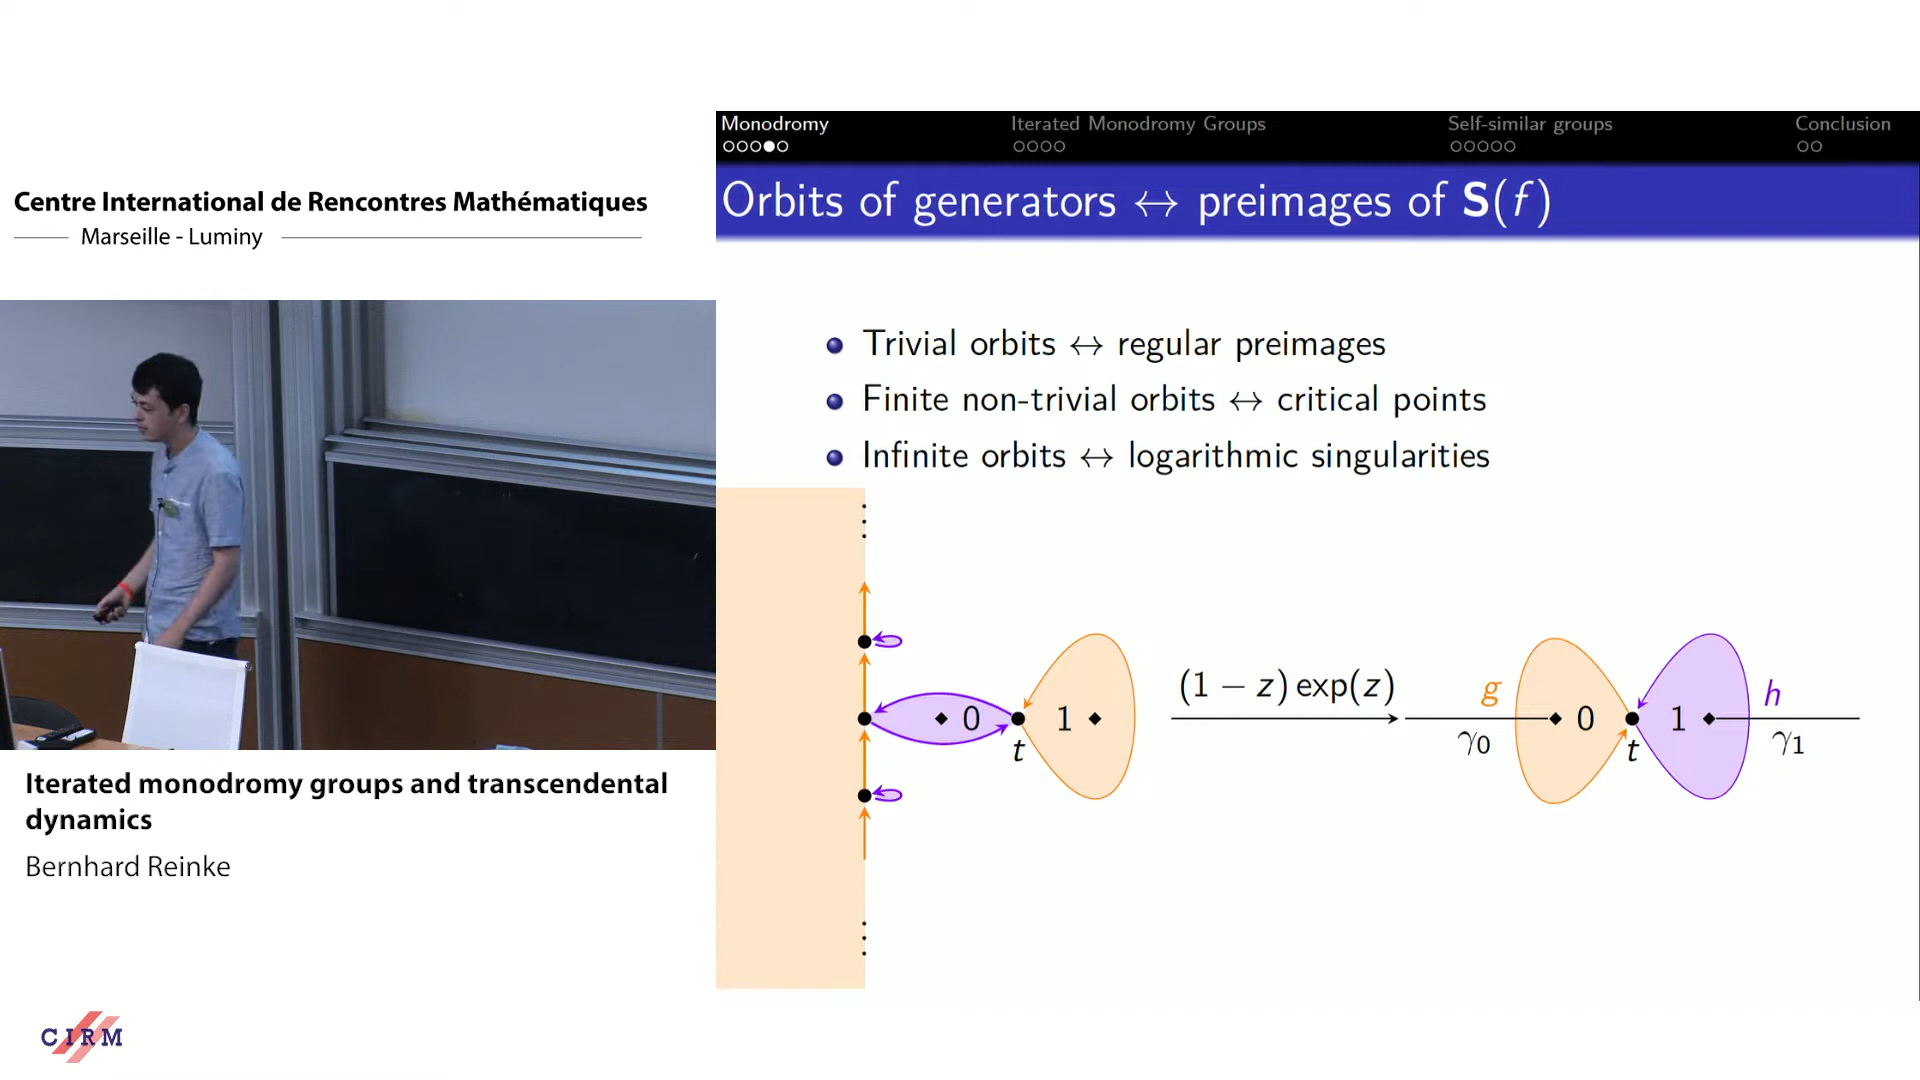 Centre International de Rencontres Mathématiques
Marseille - Luminy
Iterated monodromy groups and transcendental
dynamics
Bernhard Reinke
CIRM
Monodromy Iterated Monodromy Groups Self-similar groups Conclusion
Orbits of generators ↔ preimages of S(f)
Trivial orbits ↔ regular preimages
Finite non-trivial orbits ↔ critical points
Infinite orbits ↔ logarithmic singularities
0 t 1
(1 − z) exp(z)
g γ0 0 t 1 h γ1